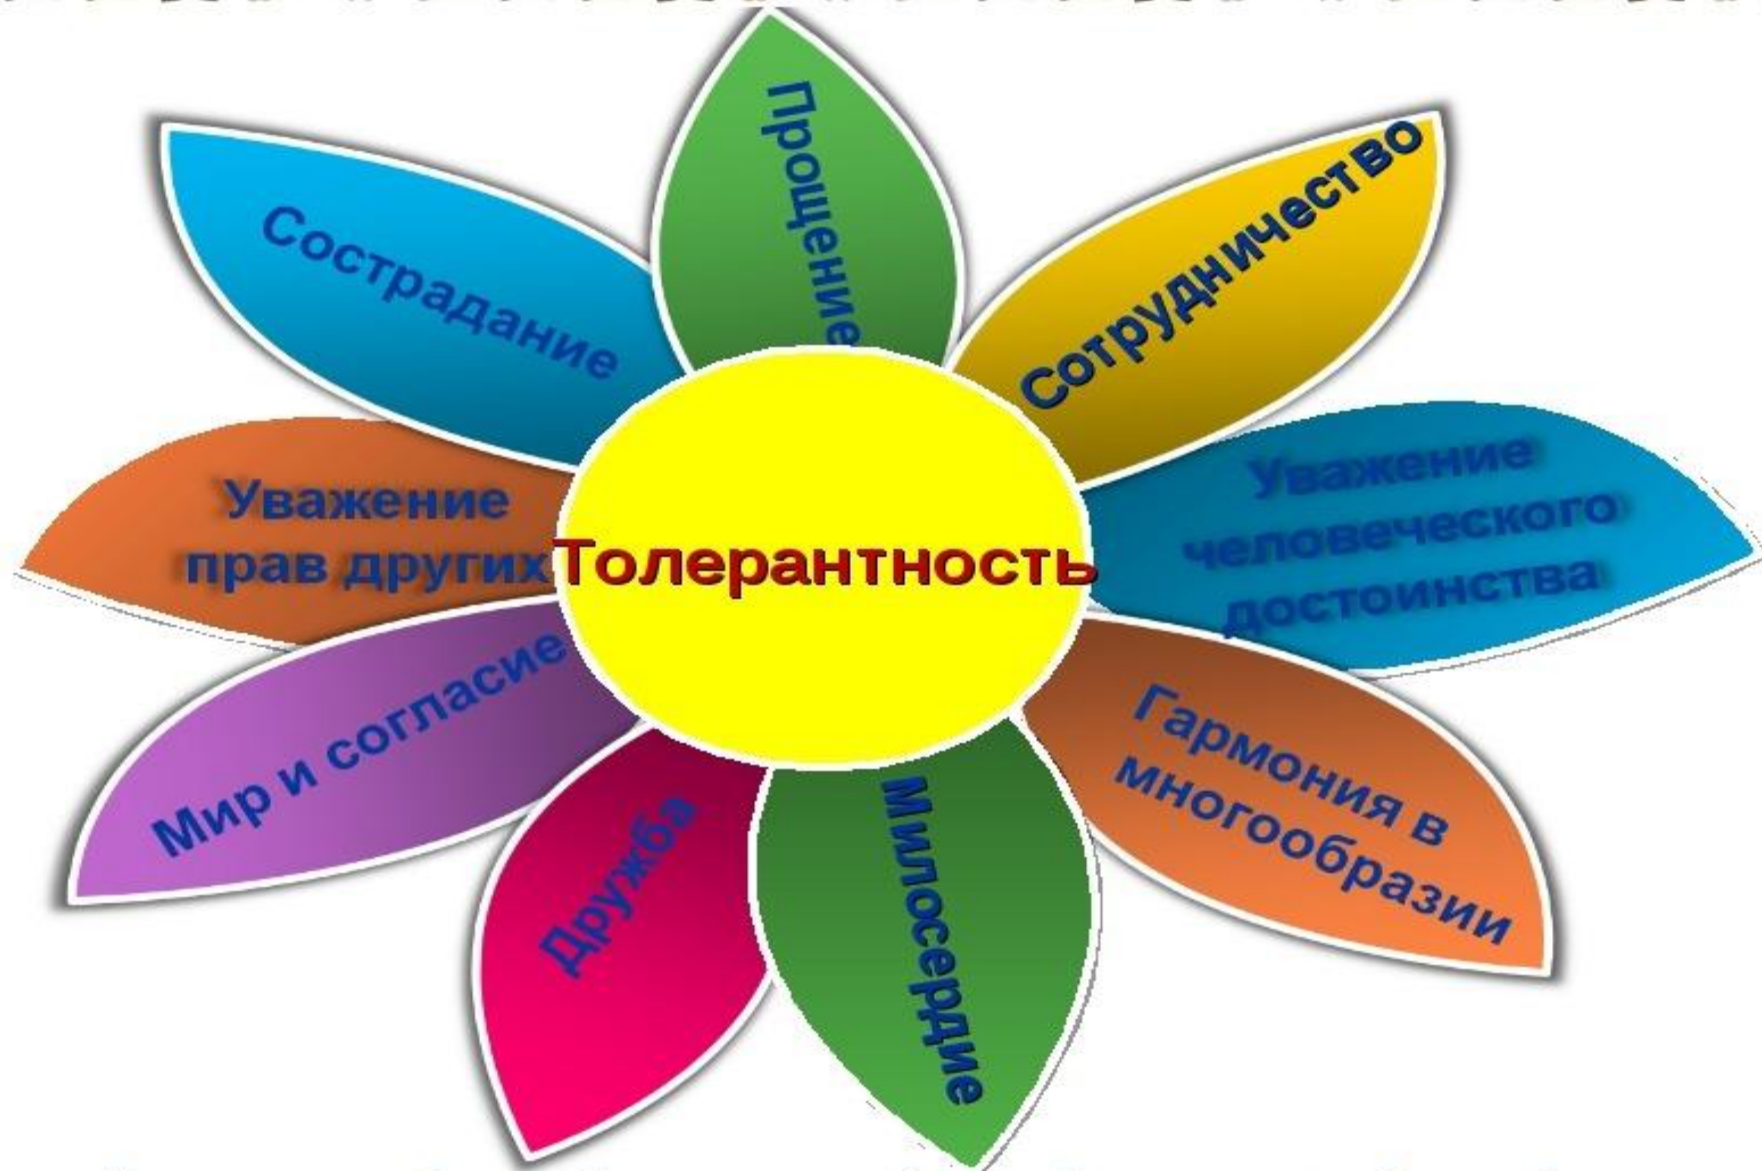 Прощение
Сотрудничество
Сострадание
Уважение
человеческого
достоинства
Уважение
прав других
Толерантность
Мир и согласие
Гармония в
многообразии
Дружба
Милосердие